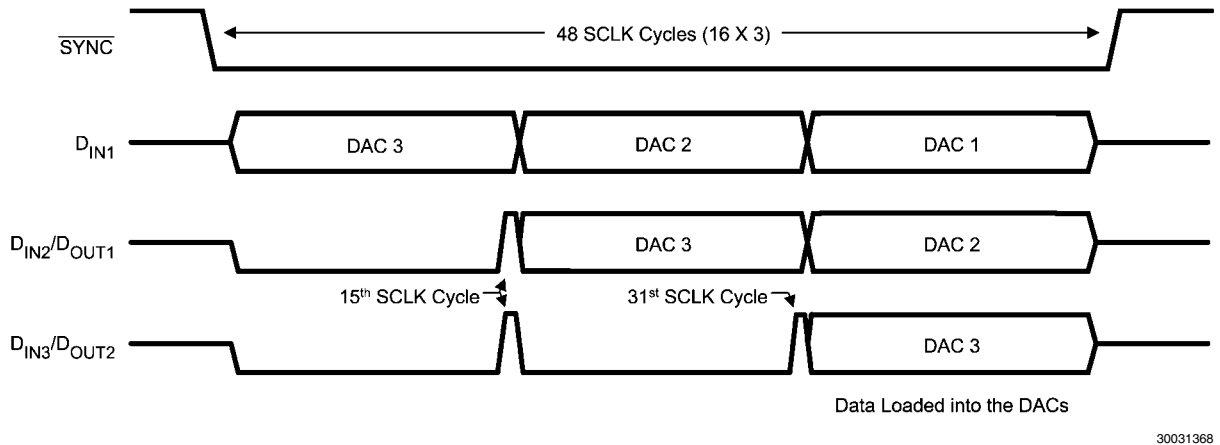 SYNC
48 SCLK Cycles (16 X 3)
DIN1
DAC 3
DAC 2
DAC 1
DIN2/DOUT1
DAC 3
DAC 2
15th SCLK Cycle
31st SCLK Cycle
DIN3/DOUT2
DAC 3
Data Loaded into the DACs
30031368